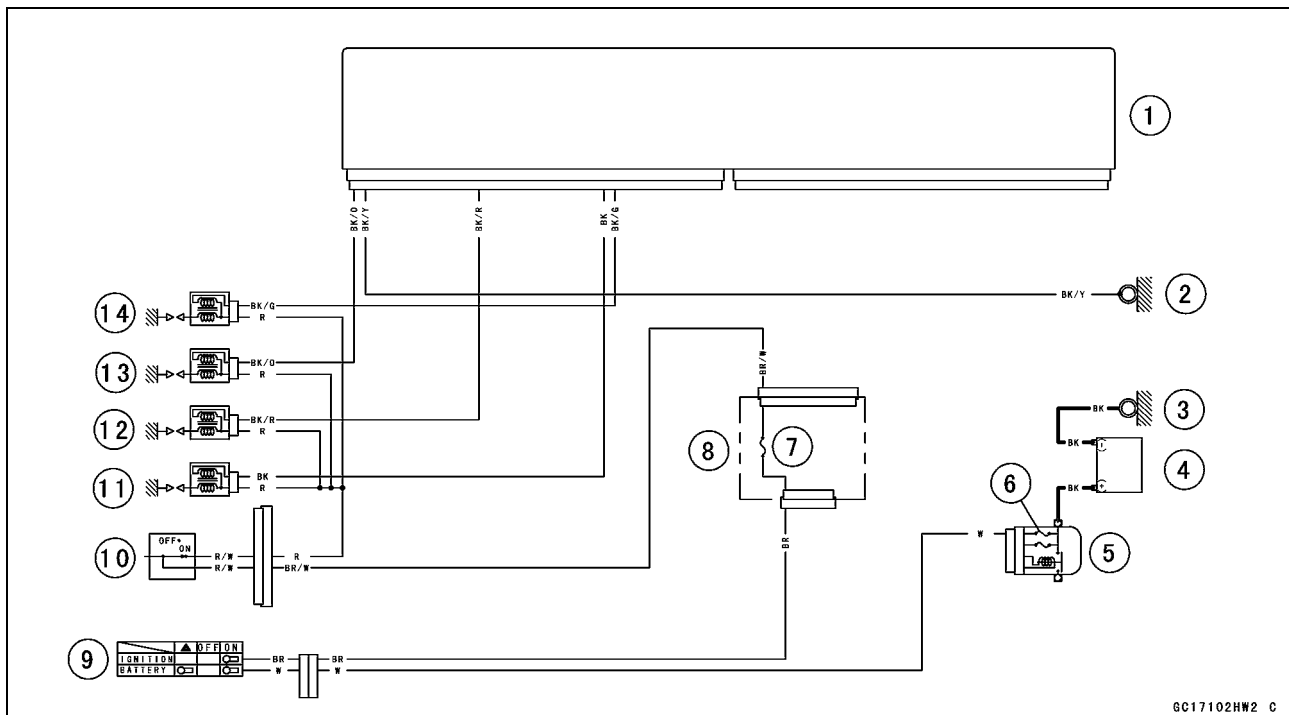 1
BK/O
BK/Y
BK/R
BK
BK/G
2
BK/Y
14
BK/G
R
13
BK/O
R
12
BK/R
R
11
BK
R
BR/W
8
7
3
BK
BK
4
(-)
(+)
BK
6
5
W
10
OFF*
ON
R/W
R/W
R
BR/W
BR
9
OFF ON
IGNITION
BATTERY
BR
W
BR
W
GC17102HW2 C